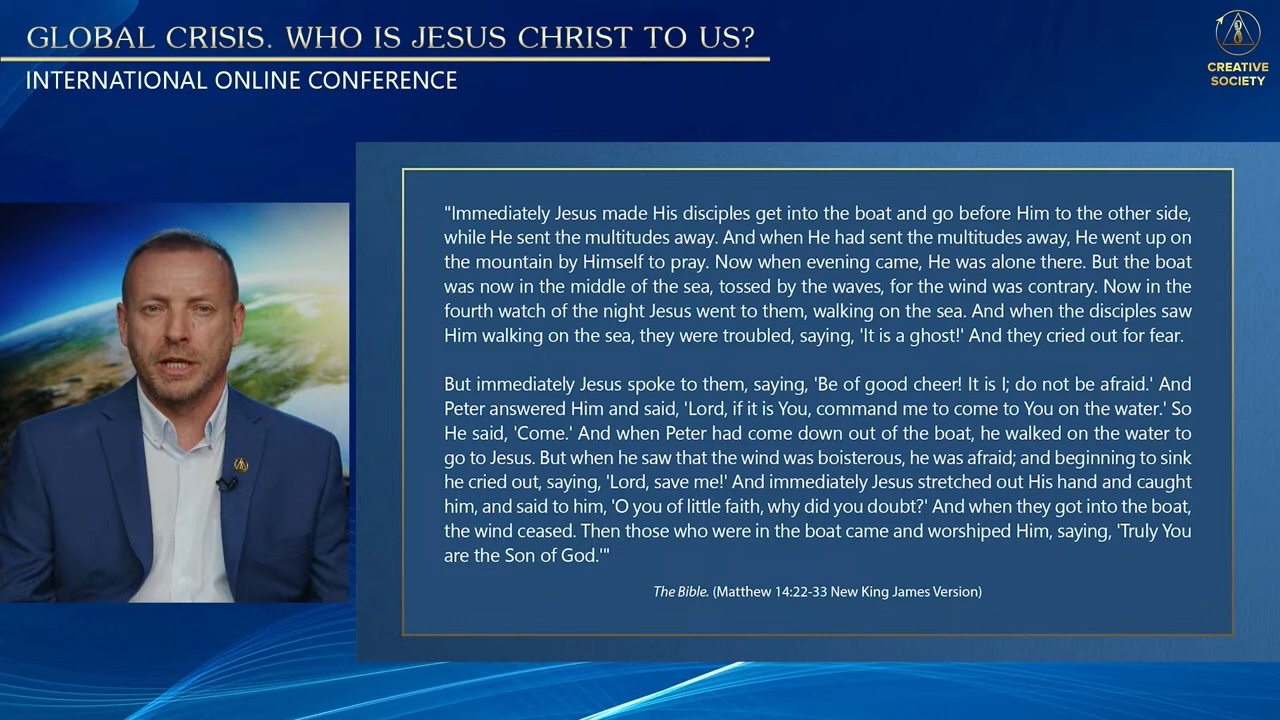 GLOBAL CRISIS. WHO IS JESUS CHRIST TO US?
INTERNATIONAL ONLINE CONFERENCE
CREATIVE
SOCIETY
"Immediately Jesus made His disciples get into the boat and go before Him to the other side,
while He sent the multitudes away. And when He had sent the multitudes away, He went up on
the mountain by Himself to pray. Now when evening came, He was alone there. But the boat
was now in the middle of the sea, tossed by the waves, for the wind was contrary. Now in the
fourth watch of the night Jesus went to them, walking on the sea. And when the disciples saw
Him walking on the sea, they were troubled, saying, 'It is a ghost!' And they cried out for fear.
But immediately Jesus spoke to them, saying, 'Be of good cheer! It is I; do not be afraid.' And
Peter answered Him and said, 'Lord, if it is You, command me to come to You on the water.' So
He said, 'Come.' And when Peter had come down out of the boat, he walked on the water to
go to Jesus. But when he saw that the wind was boisterous, he was afraid; and beginning to sink
he cried out, saying, 'Lord, save me!' And immediately Jesus stretched out His hand and caught
him, and said to him, 'O you of little faith, why did you doubt?' And when they got into the boat,
the wind ceased. Then those who were in the boat came and worshiped Him, saying, 'Truly You
are the Son of God.'"
The Bible. (Matthew 14:22-33 New King James Version)